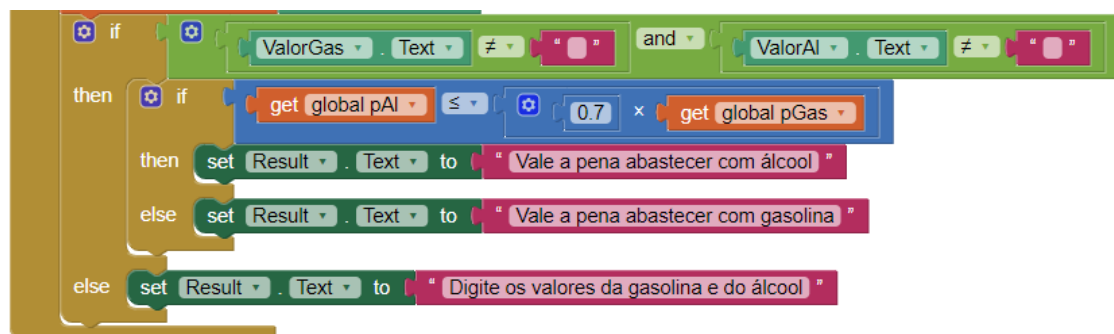 if ValorGas . Text ≠ " " and ValorAl . Text ≠ " "
then if get global pAl ≤ 0.7 × get global pGas
then set Result . Text to " Vale a pena abastecer com álcool "
else set Result . Text to " Vale a pena abastecer com gasolina "
else set Result . Text to " Digite os valores da gasolina e do álcool "